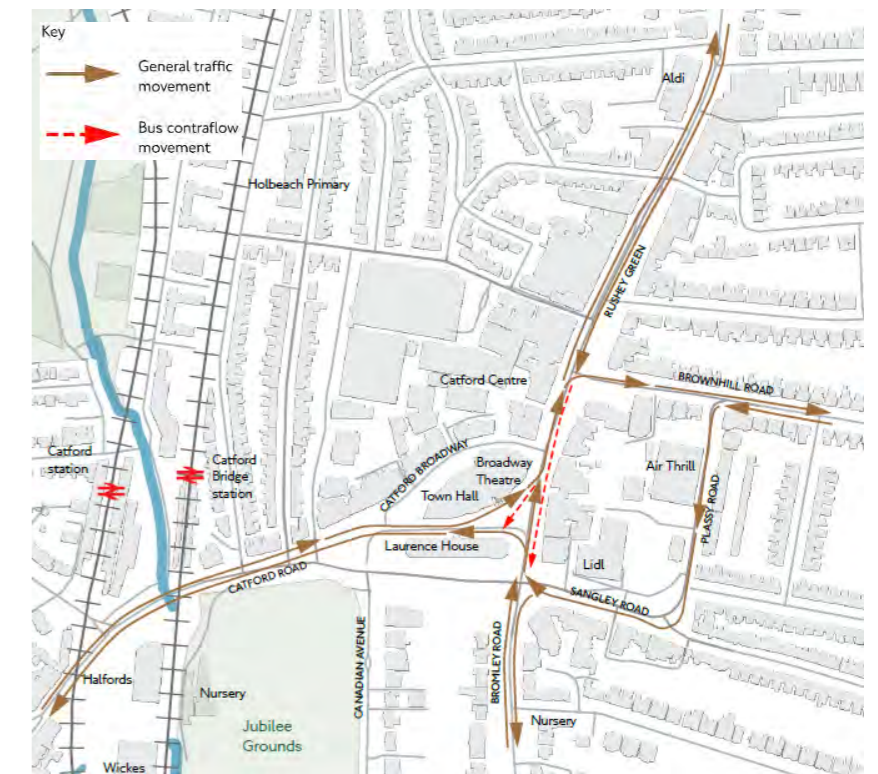 Key
General traffic
movement
Bus contraflow
movement
Aldi
Holbeach Primary
RUSHEY GREEN
Catford Centre
BROWNHILL ROAD
Catford
station
Catford
Bridge
station
CATFORD BROADWAY
Broadway
Theatre
Town Hall
Air Thrill
PLASSY ROAD
Laurence House
Lidl
CATFORD ROAD
SANGLEY ROAD
CANADIAN AVENUE
BROMLEY ROAD
Halfords
Nursery
Nursery
Jubilee
Grounds
Wickes